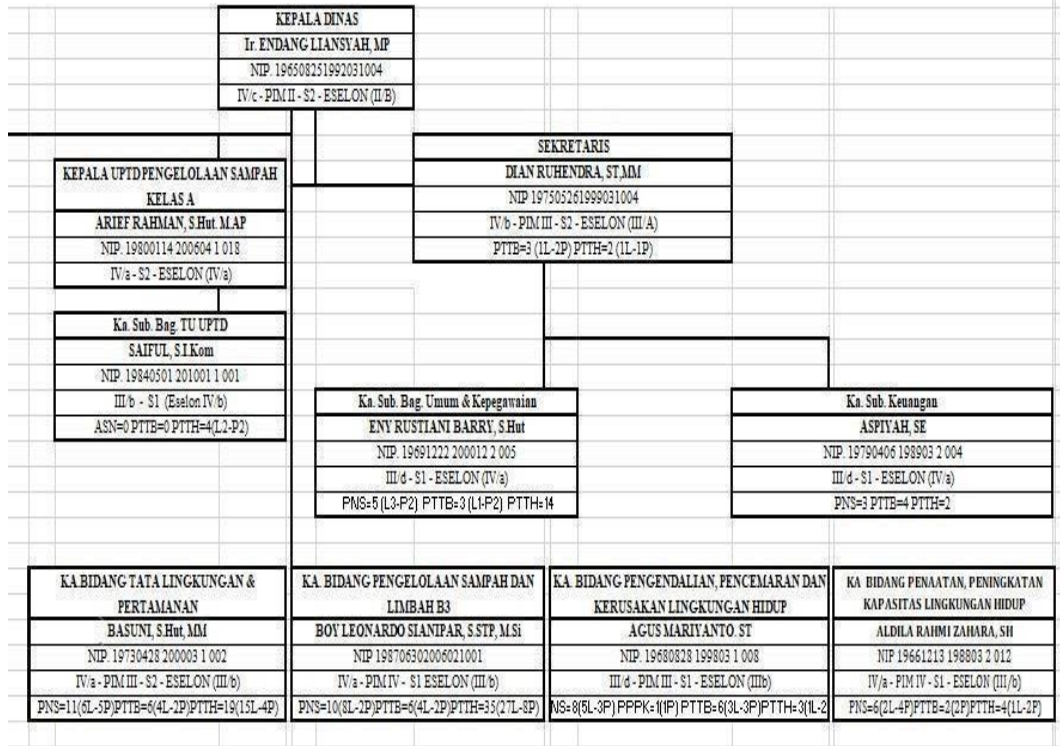 KEPALA DINAS
Ir. ENDANG LIANSYAH, MP
NIP. 196508251992031004
IV/c - PIM II - S2 - ESELON (II/B)
SEKRETARIS
DIAN RUHENDRA, ST,MM
NIP 197505261999031004
IV/b - PIM III - S2 - ESELON (III/A)
PTTB=3 (1L-2P) PTTH=2 (1L-1P)
KEPALA UPTD PENGELOLAAN SAMPAH
KELAS A
ARIEF RAHMAN, S.Hut. M.AP
NIP. 19800114 200604 1 018
IV/a - S2 - ESELON (IV/a)
Ka. Sub. Bag. TU UPTD
SAIFUL, S.I.Kom
NIP. 19840501 201001 1 001
III/b - S1 (Eselon IV/b)
ASN=0 PTTB=0 PTTH=4(L2-P2)
Ka. Sub. Bag. Umum & Kepegawaian
ENY RUSTIANI BARRY, S.Hut
NIP. 19691222 200012 2 005
III/d - S1 - ESELON (IV/a)
PNS=5 (L3-P2) PTTB=3 (L1-P2) PTTH=14
Ka. Sub. Keuangan
ASPIYAH, SE
NIP. 19790406 198903 2 004
III/d - S1 - ESELON (IV/a)
PNS=3 PTTB=4 PTTH=2
KA.BIDANG TATA LINGKUNGAN &
PERTAMANAN
BASUNI, S.Hut, MM
NIP. 19730428 200003 1 002
IV/a - PIM III - S2 - ESELON (III/b)
PNS=11(6L-5P)PTTB=6(4L-2P)PTTH=19(15L-4P)
KA. BIDANG PENGELOLAAN SAMPAH DAN
LIMBAH B3
BOY LEONARDO SIANIPAR, S.STP, M.Si
NIP 198706302006021001
IV/a - PIM IV - S1 ESELON (III/b)
PNS=10(8L-2P)PTTB=6(4L-2P)PTTH=35(27L-8P)
KA. BIDANG PENGENDALIAN, PENCEMARAN DAN
KERUSAKAN LINGKUNGAN HIDUP
AGUS MARIYANTO. ST
NIP. 19680828 199803 1 008
III/d - PIM III - S1 - ESELON (IIIb)
NS=8(5L-3P) PPPK=1(1P) PTTB=6(3L-3P)PTTH=3(1L-2
KA BIDANG PENAATAN, PENINGKATAN
KAPASITAS LINGKUNGAN HIDUP
ALDILA RAHMI ZAHARA, SH
NIP 19661213 198803 2 012
IV/a - PIM IV - S1 - ESELON (III/b)
PNS=6(2L-4P)PTTB=2(2P)PTTH=4(1L-2P)